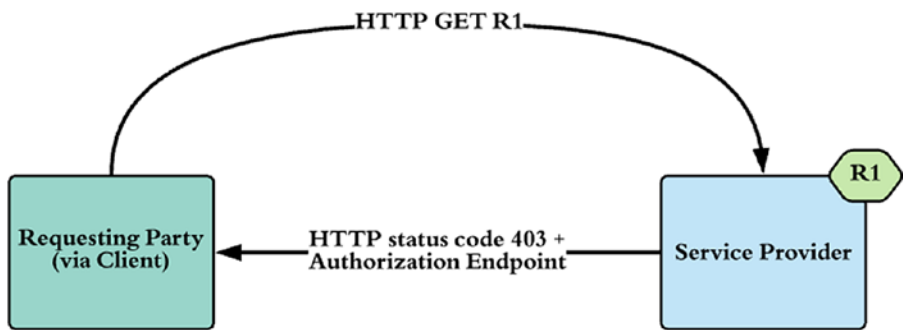 HTTP GET R1
R1
Requesting Party
(via Client)
HTTP status code 403 +
Authorization Endpoint
Service Provider